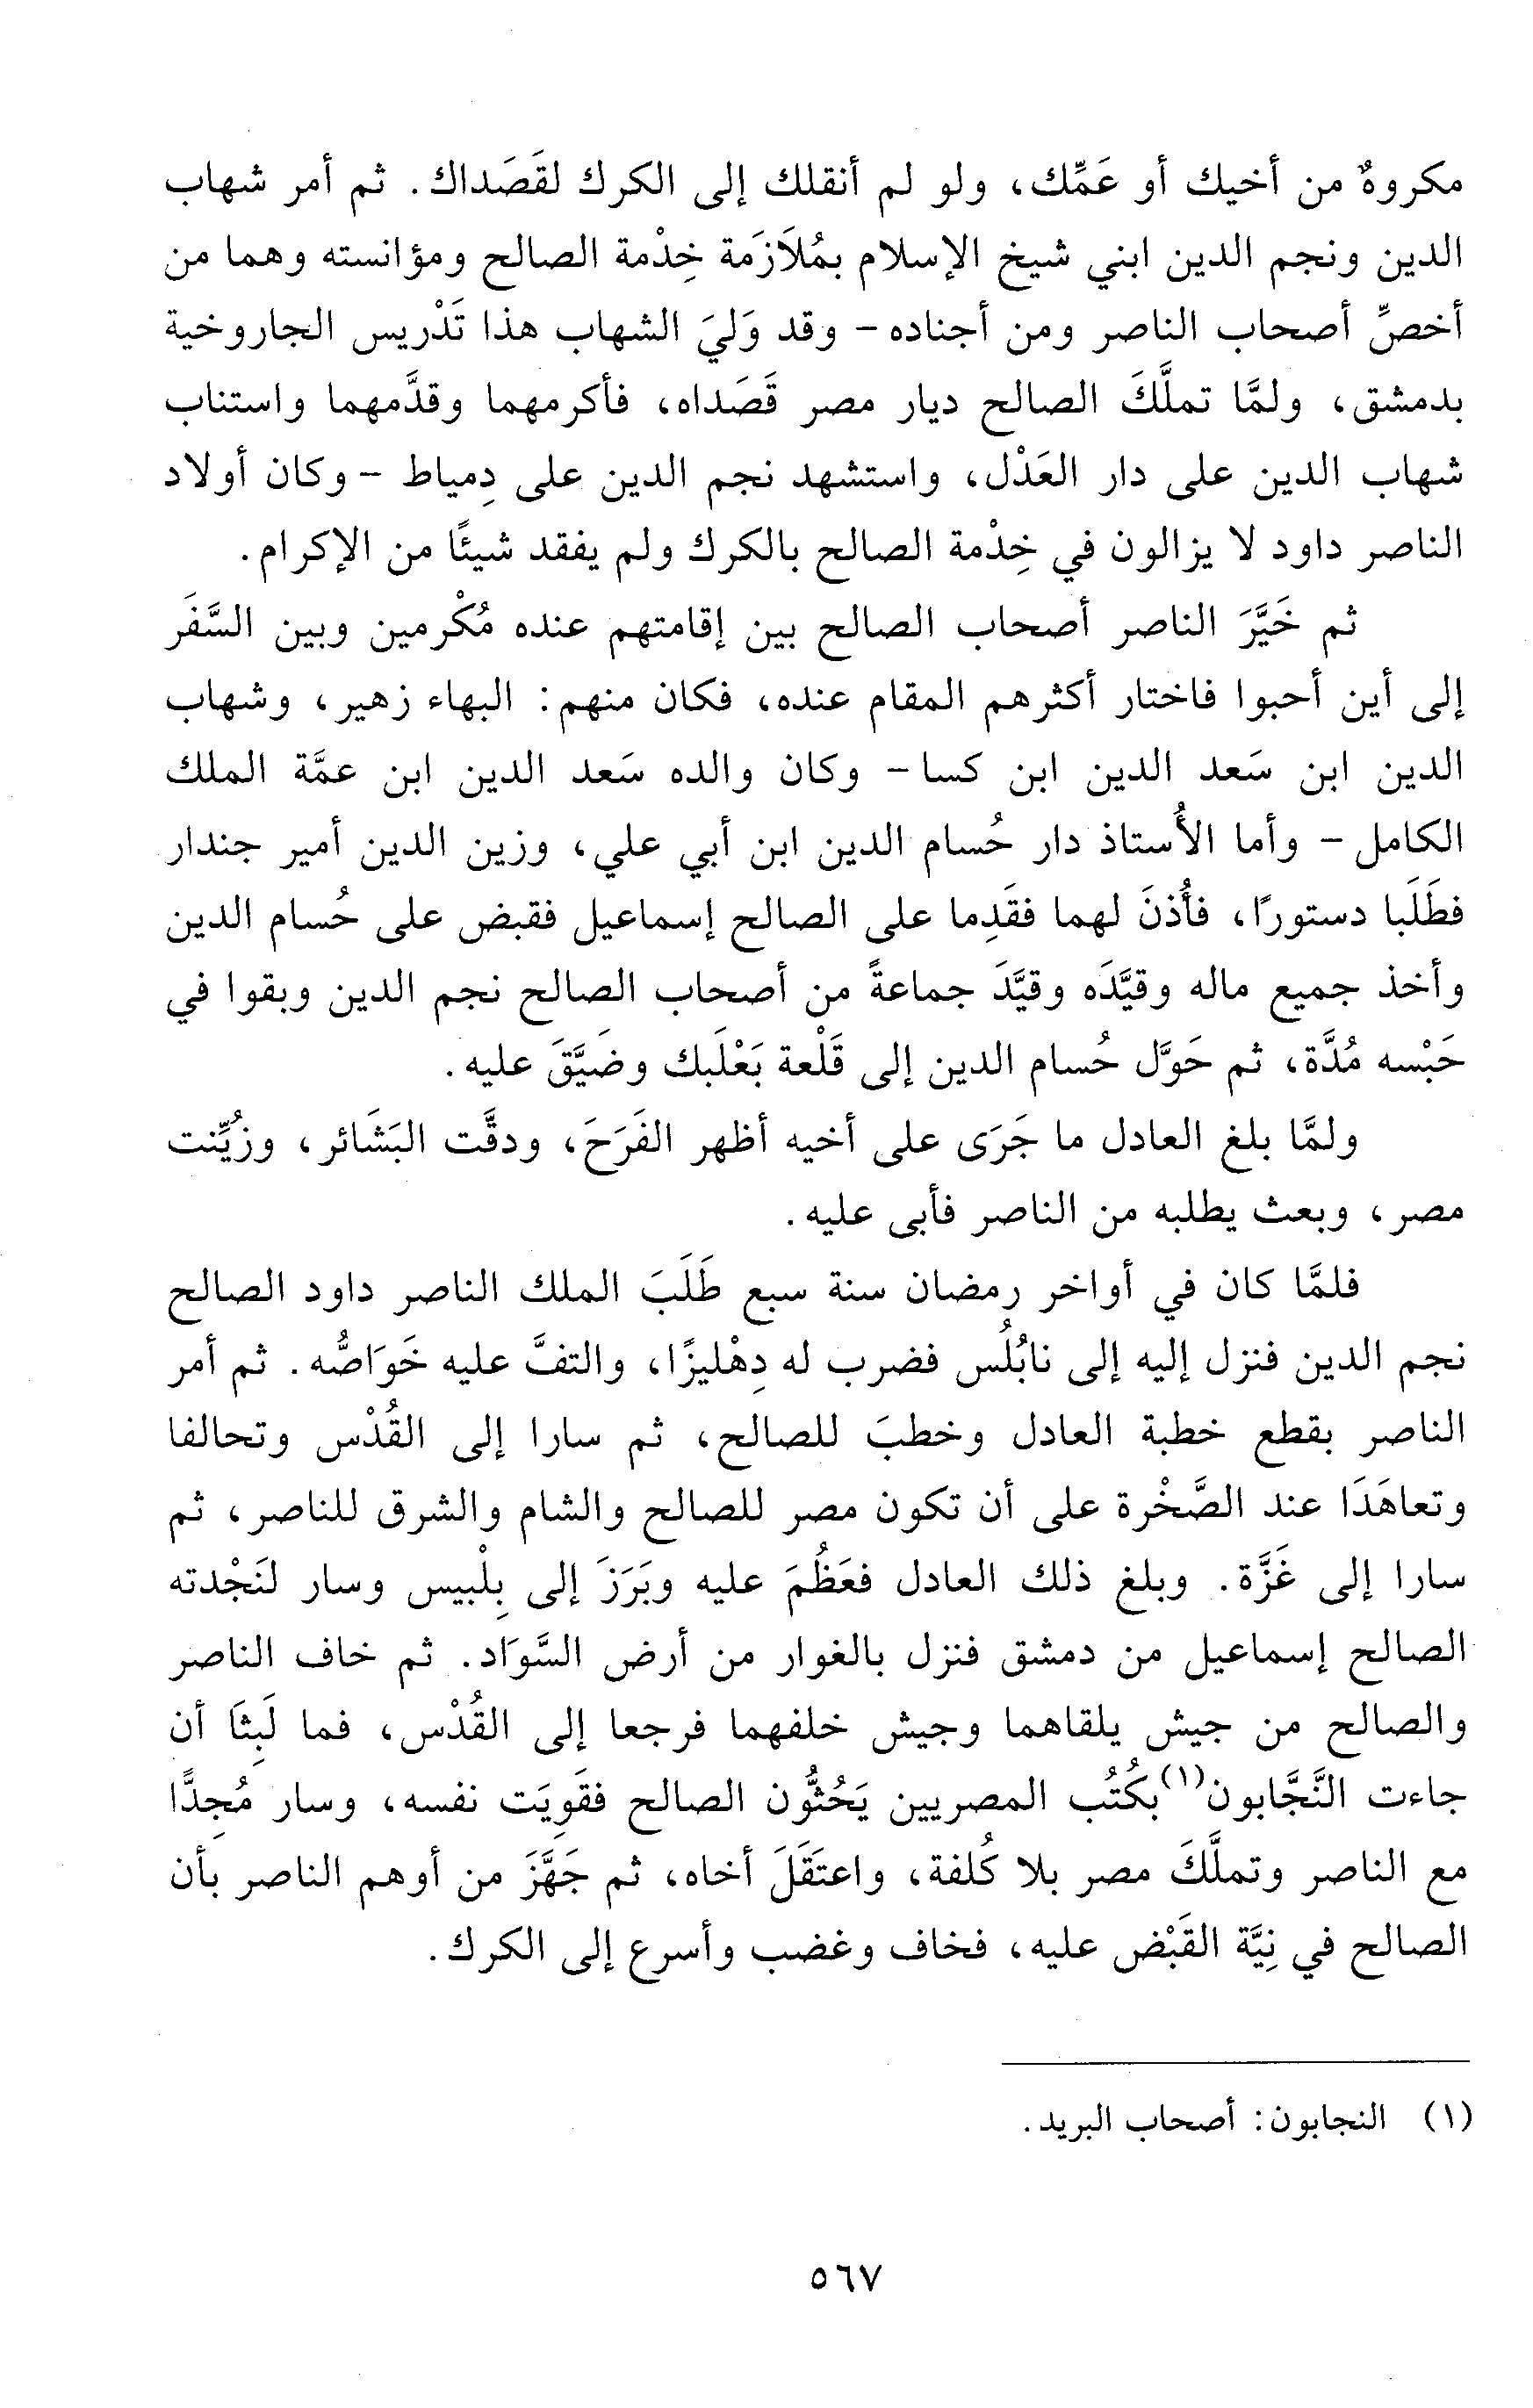 مكروهٌ من أخيك أو عَمِّك، ولو لم أنقلك إلى الكرك لقَصَداك. ثم أمر شهاب
الدين ونجم الدين ابني شيخ الإسلام بمُلاَزَمة خِدْمة الصالح ومؤانسته وهما من
أخصِّ أصحاب الناصر ومن أجناده - وقد وَليَ الشهاب هذا تَدْريس الجاروخية
بدمشق، ولمَّا تملَّكَ الصالح ديار مصر قَصَداه، فأكرمهما وقدَّمهما واستناب
شهاب الدين على دار العَدْل، واستشهد نجم الدين على دِمياط - وكان أولاد
الناصر داود لا يزالون في خِدْمة الصالح بالكرك ولم يفقد شيئًا من الإكرام.
ثم خَيَّرَ الناصر أصحاب الصالح بين إقامتهم عنده مُكْرمين وبين السَّفَر
إلى أين أحبوا فاختار أكثرهم المقام عنده، فكان منهم: البهاء زهير، وشهاب
الدين ابن سَعد الدين ابن كسا - وكان والده سَعد الدين ابن عمَّة الملك
الكامل - وأما الأُستاذ دار حُسام الدين ابن أبي علي، وزين الدين أمير جندار
فطَلَبا دستورًا، فأُذنَ لهما فقَدِما على الصالح إسماعيل فقبض على حُسام الدين
وأخذ جميع ماله وقيَّدَه وقيَّدَ جماعةً من أصحاب الصالح نجم الدين وبقوا في
حَبْسه مُدَّة، ثم حَوَّل حُسام الدين إلى قَلْعة بَعْلَبك وضَيَّقَ عليه.
ولمَّا بلغ العادل ما جَرَى على أخيه أظهر الفَرَحَ، ودقَّت البَشَائر، وزُيِّنت
مصر، وبعث يطلبه من الناصر فأبى عليه.
فلمَّا كان في أواخر رمضان سنة سبع طَلَبَ الملك الناصر داود الصالح
نجم الدين فنزل إليه إلى نابُلُس فضرب له دِهْليزًا، والتفَّ عليه خَوَاصُّه. ثم أمر
الناصر بقطع خطبة العادل وخطبَ للصالح، ثم سارا إلى القُدْس وتحالفا
وتعاهَدَا عند الصَّخْرة على أن تكون مصر للصالح والشام والشرق للناصر، ثم
سارا إلى غَزَّة. وبلغ ذلك العادل فعَظُمَ عليه وبَرَزَ إلى بِلْبيس وسار لنَجْدته
الصالح إسماعيل من دمشق فنزل بالغوار من أرض السَّوَاد. ثم خاف الناصر
والصالح من جيش يلقاهما وجيش خلفهما فرجعا إلى القُدْس، فما لَبِثَا أن
جاءت النَّجَّابون(١) بكُتُب المصريين يَحُثُّون الصالح فقَوِيَت نفسه، وسار مُجِدًّا
مع الناصر وتملَّكَ مصر بلا كُلفة، واعتَقَلَ أخاه، ثم جَهَّزَ من أوهم الناصر بأن
الصالح في نِيَّة القَبْض عليه، فخاف وغضب وأسرع إلى الكرك.
(١) النجابون: أصحاب البريد.
٥٦٧